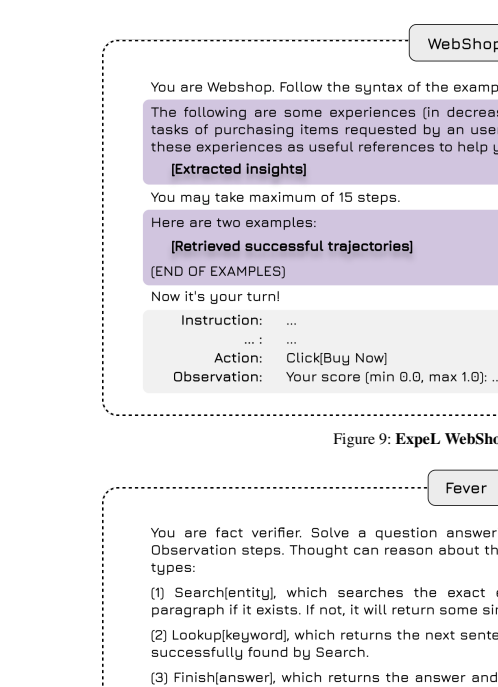 WebShop
You are Webshop. Follow the syntax of the examp
The following are some experiences (in decreas
tasks of purchasing items requested by an use
these experiences as useful references to help y
[Extracted insights]
You may take maximum of 15 steps.
Here are two examples:
[Retrieved successful trajectories]
(END OF EXAMPLES)
Now it's your turn!
Instruction: ...
... : ...
Action: Click[Buy Now]
Observation: Your score (min 0.0, max 1.0): ..
Figure 9: ExpeL WebSho
Fever
You are fact verifier. Solve a question answer
Observation steps. Thought can reason about th
types:
(1) Search[entity], which searches the exact e
paragraph if it exists. If not, it will return some si
(2) Lookup[keyword], which returns the next sente
successfully found by Search.
(3) Finish[answer], which returns the answer and